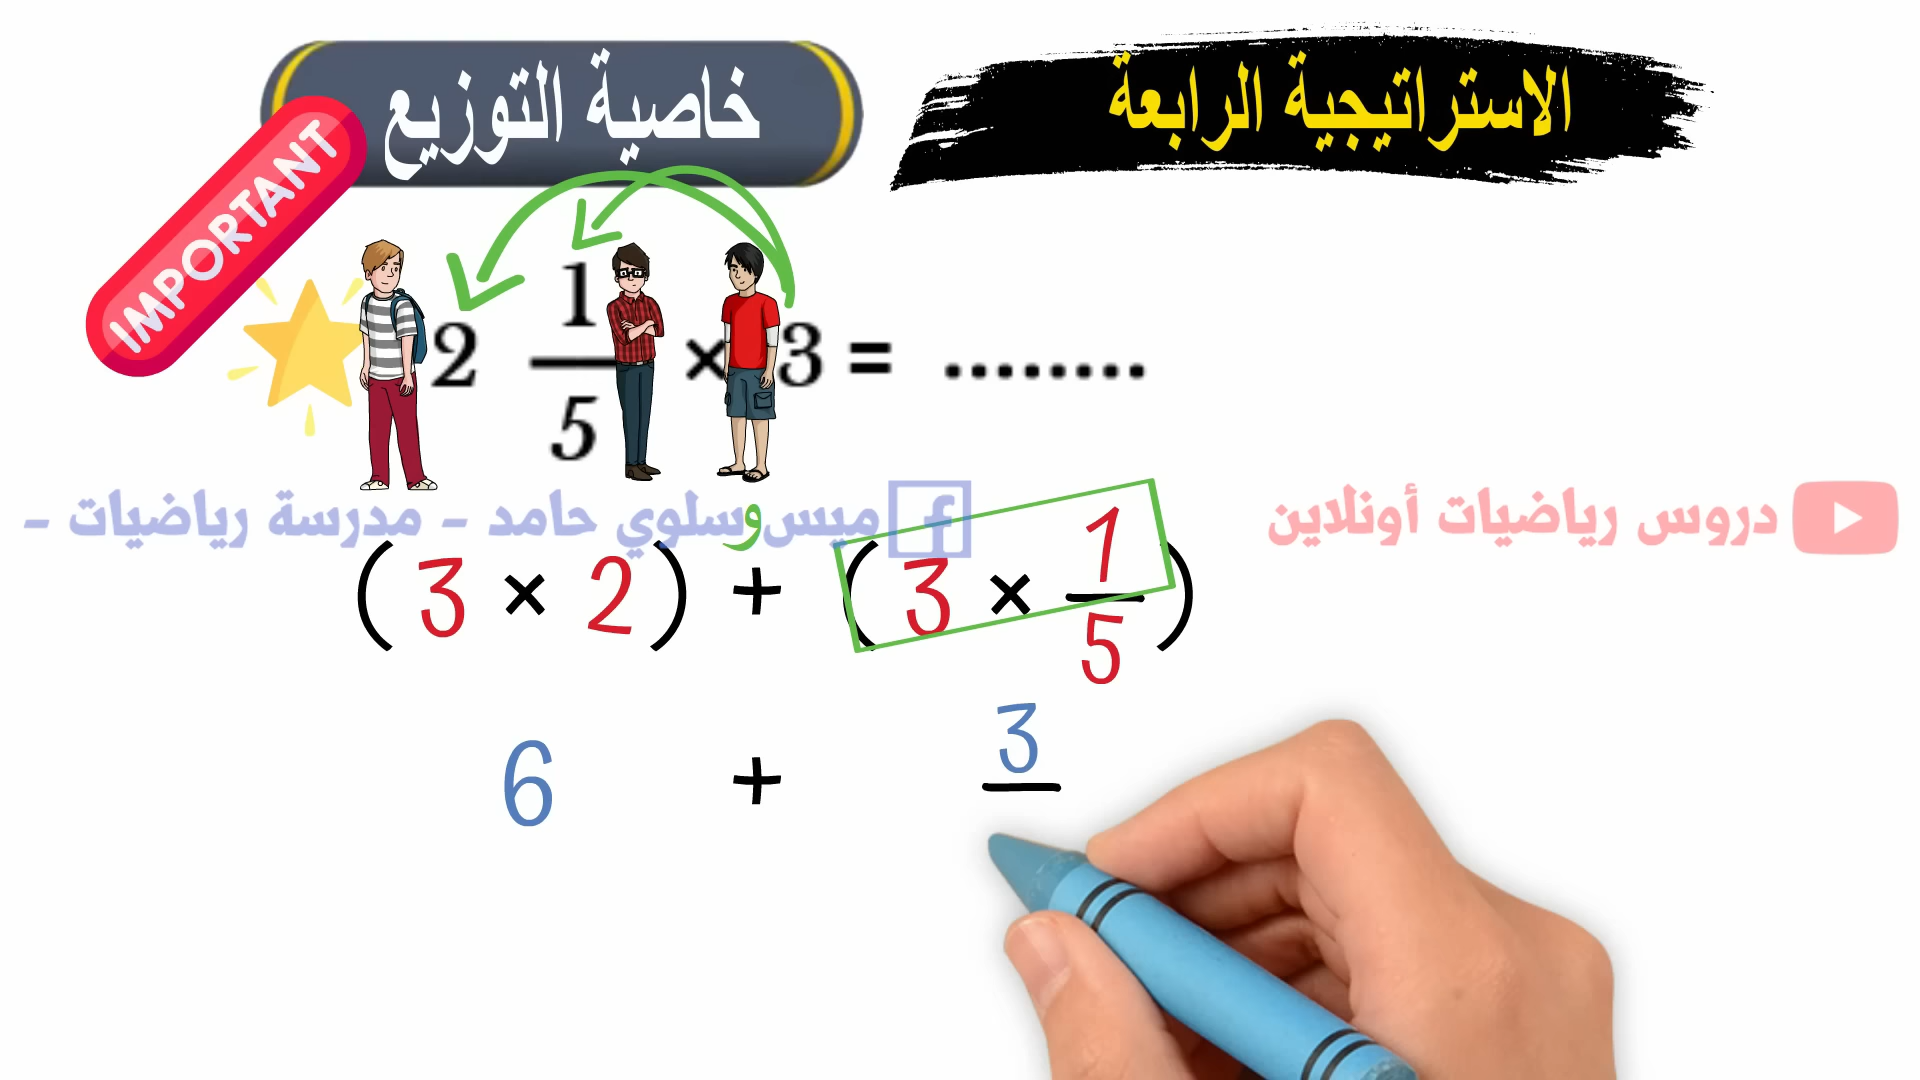 الاستراتيجية الرابعة
خاصية التوزيع
IMPORTANT
2 1/5 × 3 = ........
دروس رياضيات أونلاين
ميس سلوي حامد - مدرسة رياضيات -
و
(3 × 2) + (3 × 1/5)
6 + 3